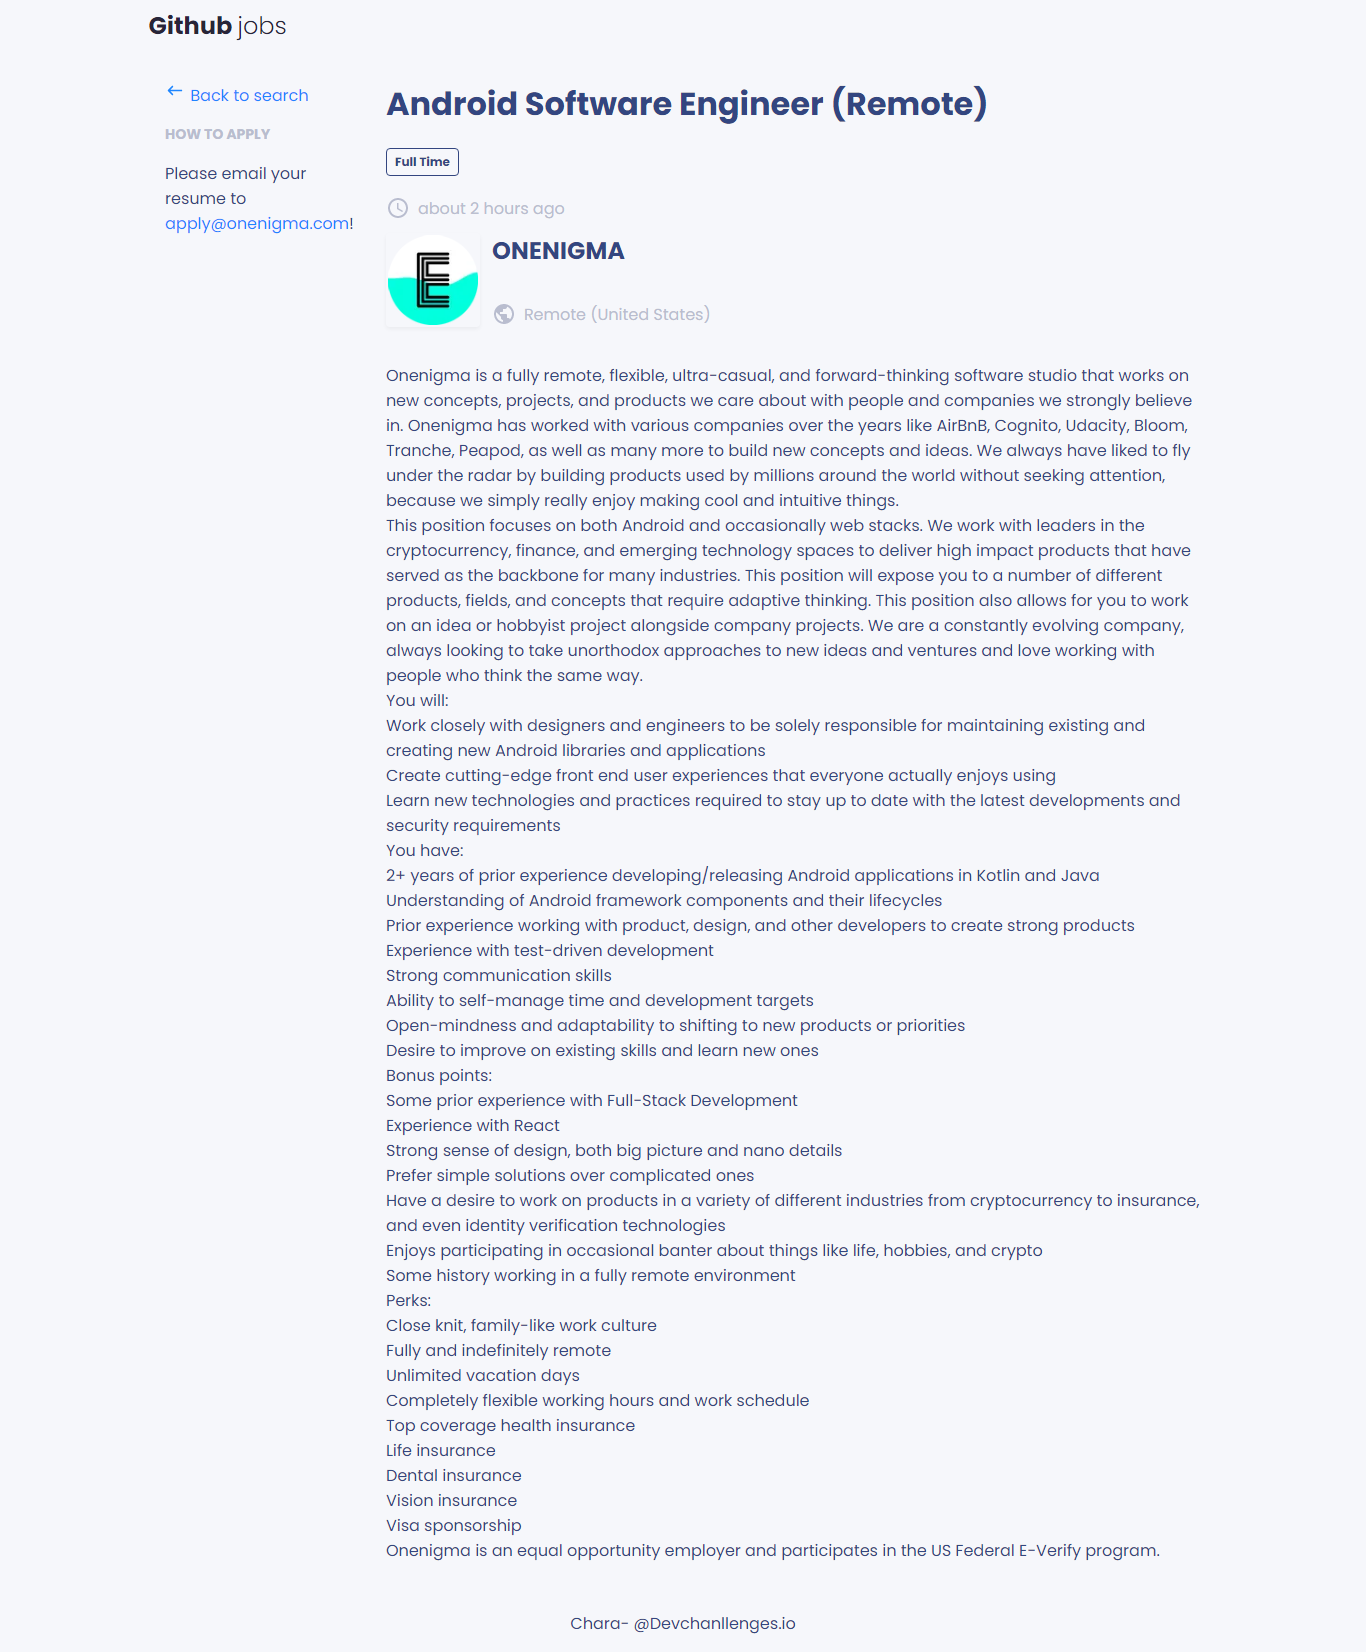 Github jobs
Back to search
HOW TO APPLY
Please email your
resume to
apply@onenigma.com!
Android Software Engineer (Remote)
Full Time
about 2 hours ago
E
ONENIGMA
Remote (United States)
Onenigma is a fully remote, flexible, ultra-casual, and forward-thinking software studio that works on
new concepts, projects, and products we care about with people and companies we strongly believe
in. Onenigma has worked with various companies over the years like AirBnB, Cognito, Udacity, Bloom,
Tranche, Peapod, as well as many more to build new concepts and ideas. We always have liked to fly
under the radar by building products used by millions around the world without seeking attention,
because we simply really enjoy making cool and intuitive things.
This position focuses on both Android and occasionally web stacks. We work with leaders in the
cryptocurrency, finance, and emerging technology spaces to deliver high impact products that have
served as the backbone for many industries. This position will expose you to a number of different
products, fields, and concepts that require adaptive thinking. This position also allows for you to work
on an idea or hobbyist project alongside company projects. We are a constantly evolving company,
always looking to take unorthodox approaches to new ideas and ventures and love working with
people who think the same way.
You will:
Work closely with designers and engineers to be solely responsible for maintaining existing and
creating new Android libraries and applications
Create cutting-edge front end user experiences that everyone actually enjoys using
Learn new technologies and practices required to stay up to date with the latest developments and
security requirements
You have:
2+ years of prior experience developing/releasing Android applications in Kotlin and Java
Understanding of Android framework components and their lifecycles
Prior experience working with product, design, and other developers to create strong products
Experience with test-driven development
Strong communication skills
Ability to self-manage time and development targets
Open-mindness and adaptability to shifting to new products or priorities
Desire to improve on existing skills and learn new ones
Bonus points:
Some prior experience with Full-Stack Development
Experience with React
Strong sense of design, both big picture and nano details
Prefer simple solutions over complicated ones
Have a desire to work on products in a variety of different industries from cryptocurrency to insurance,
and even identity verification technologies
Enjoys participating in occasional banter about things like life, hobbies, and crypto
Some history working in a fully remote environment
Perks:
Close knit, family-like work culture
Fully and indefinitely remote
Unlimited vacation days
Completely flexible working hours and work schedule
Top coverage health insurance
Life insurance
Dental insurance
Vision insurance
Visa sponsorship
Onenigma is an equal opportunity employer and participates in the US Federal E-Verify program.
Chara- @Devchanllenges.io